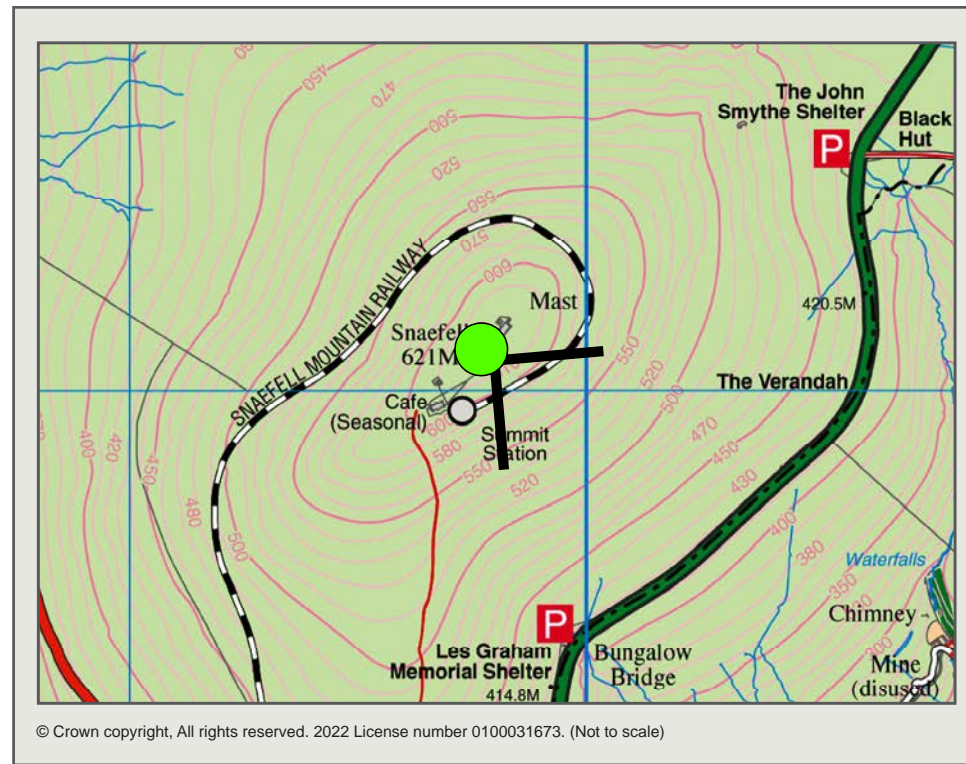 450
470
500
520
560
570
600
The John
Smythe Shelter
P
Black
Hut
SNAEFELL MOUNTAIN RAILWAY
Mast
Snaefell
621M
420.5M
550
520
500
The Verandah
Cafe
(Seasonal)
600
Summit
Station
580
550
520
470
450
430
400
380
350
300
400
420
450
480
500
Waterfalls
Chimney
Mine
(disused)
P
Les Graham
Memorial Shelter
414.8M
Bungalow
Bridge
© Crown copyright, All rights reserved. 2022 License number 0100031673. (Not to scale)